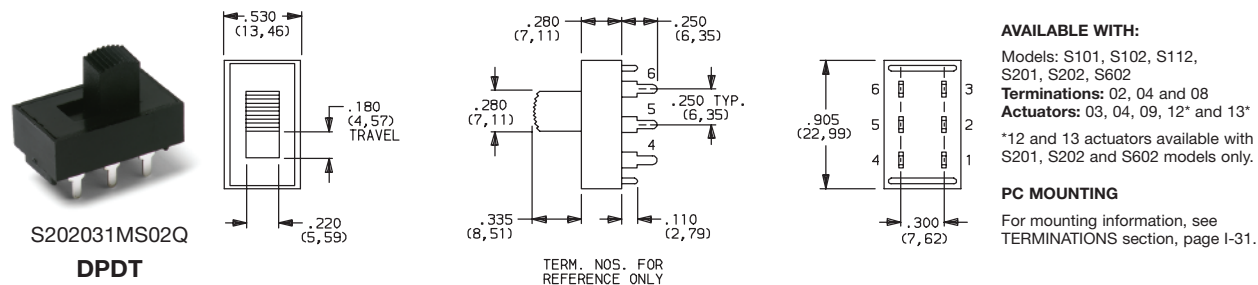 S202031MS02Q
DPDT
.530
(13,46)
.180
(4,57)
TRAVEL
.220
(5,59)
.280
(7,11)
.250
(6,35)
.280
(7,11)
6
5
4
.250 TYP.
(6,35)
.335
(8,51)
.110
(2,79)
TERM. NOS. FOR
REFERENCE ONLY
.905
(22,99)
6 3
5 2
4 1
.300
(7,62)
AVAILABLE WITH:
Models: S101, S102, S112,
S201, S202, S602
Terminations: 02, 04 and 08
Actuators: 03, 04, 09, 12* and 13*
*12 and 13 actuators available with
S201, S202 and S602 models only.
PC MOUNTING
For mounting information, see
TERMINATIONS section, page I-31.